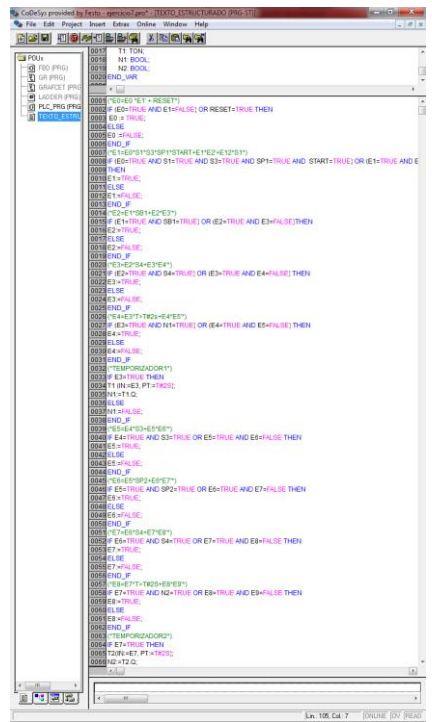 CoDeSys provided by Festo - ejercicio7.pro* - [TEXTO_ESTRUCTURADO (PRG-ST)]
File Edit Project Insert Extras Online Window Help
POUs
FBD (PRG)
GR (PRG)
GRAFCET (PRG)
LADDER (PRG)
PLC_PRG (PRG
TEXTO_ESTRU
0017 T1: TON;
0018 N1: BOOL;
0019 N2: BOOL;
0020 END_VAR
0001 (*E0=E0 *E1 + RESET*)
0002 IF (E0=TRUE AND E1=FALSE) OR RESET=TRUE THEN
0003 E0 := TRUE;
0004 ELSE
0005 E0 :=FALSE;
0006 END_IF
0007 (*E1=E0*S1*S3*SP1*START+E1*E2+E12*S1*)
0008 IF (E0=TRUE AND S1=TRUE AND S3=TRUE AND SP1=TRUE AND START=TRUE) OR (E1=TRUE AND E
0009 THEN
0010 E1:=TRUE;
0011 ELSE
0012 E1:=FALSE;
0013 END_IF
0014 (*E2=E1*SB1+E2*E3*)
0015 IF (E1=TRUE AND SB1=TRUE) OR (E2=TRUE AND E3=FALSE)THEN
0016 E2:=TRUE;
0017 ELSE
0018 E2:=FALSE;
0019 END_IF
0020 (*E3=E2*S4+E3*E4*)
0021 IF (E2=TRUE AND S4=TRUE) OR (E3=TRUE AND E4=FALSE) THEN
0022 E3:=TRUE;
0023 ELSE
0024 E3:=FALSE;
0025 END_IF
0026 (*E4=E3*T=T#2s+E4*E5*)
0027 IF (E3=TRUE AND N1=TRUE) OR (E4=TRUE AND E5=FALSE) THEN
0028 E4:=TRUE;
0029 ELSE
0030 E4:=FALSE;
0031 END_IF
0032 (*TEMPORIZADOR1*)
0033 IF E3=TRUE THEN
0034 T1 (IN:=E3, PT:=T#2S);
0035 N1:=T1.Q;
0036 ELSE
0037 N1:=FALSE;
0038 END_IF
0039 (*E5=E4*S3+E5*E6*)
0040 IF E4=TRUE AND S3=TRUE OR E5=TRUE AND E6=FALSE THEN
0041 E5:=TRUE;
0042 ELSE
0043 E5:=FALSE;
0044 END_IF
0045 (*E6=E5*SP2+E6*E7*)
0046 IF E5=TRUE AND SP2=TRUE OR E6=TRUE AND E7=FALSE THEN
0047 E6:=TRUE;
0048 ELSE
0049 E6:=FALSE;
0050 END_IF
0051 (*E7=E6*S4+E7*E8*)
0052 IF E6=TRUE AND S4=TRUE OR E7=TRUE AND E8=FALSE THEN
0053 E7:=TRUE;
0054 ELSE
0055 E7:=FALSE;
0056 END_IF
0057 (*E8=E7*T=T#2S+E8*E9*)
0058 IF E7=TRUE AND N2=TRUE OR E8=TRUE AND E9=FALSE THEN
0059 E8:=TRUE;
0060 ELSE
0061 E8:=FALSE;
0062 END_IF
0063 (*TEMPORIZADOR2*)
0064 IF E7=TRUE THEN
0065 T2(IN:=E7, PT:=T#2S);
0066 N2:=T2.Q;
Lin.: 105, Col.: 7 ONLINE OV READ